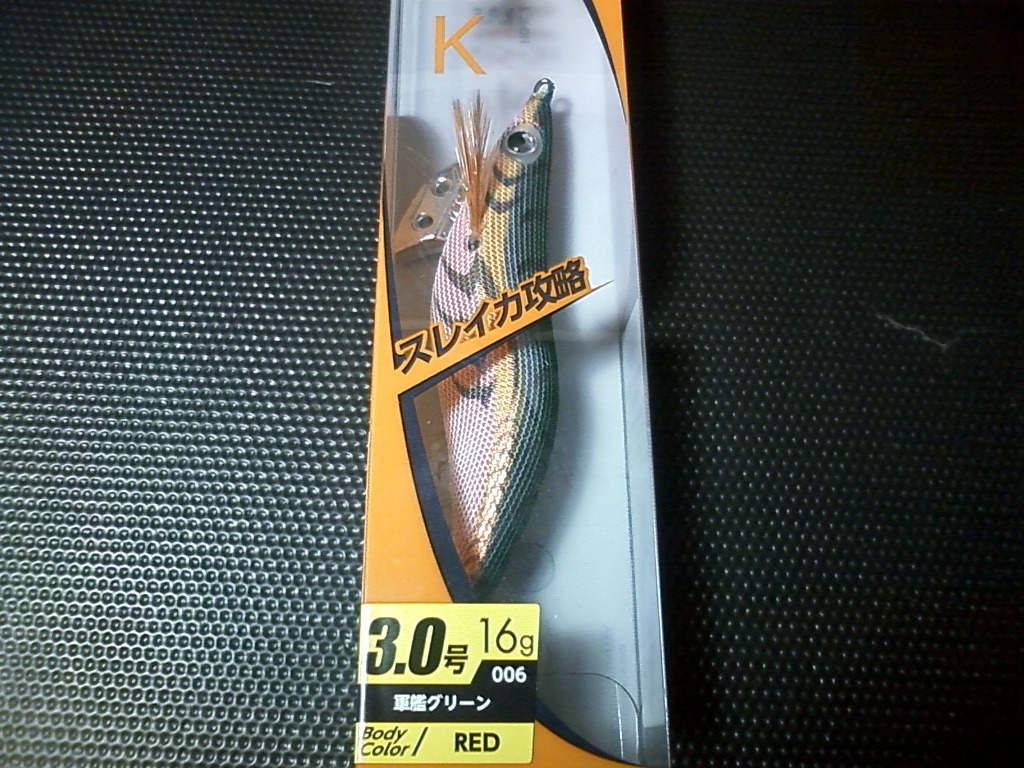 K
スレイカ攻略
3.0号 16g
006
軍艦グリーン
Body Color / RED